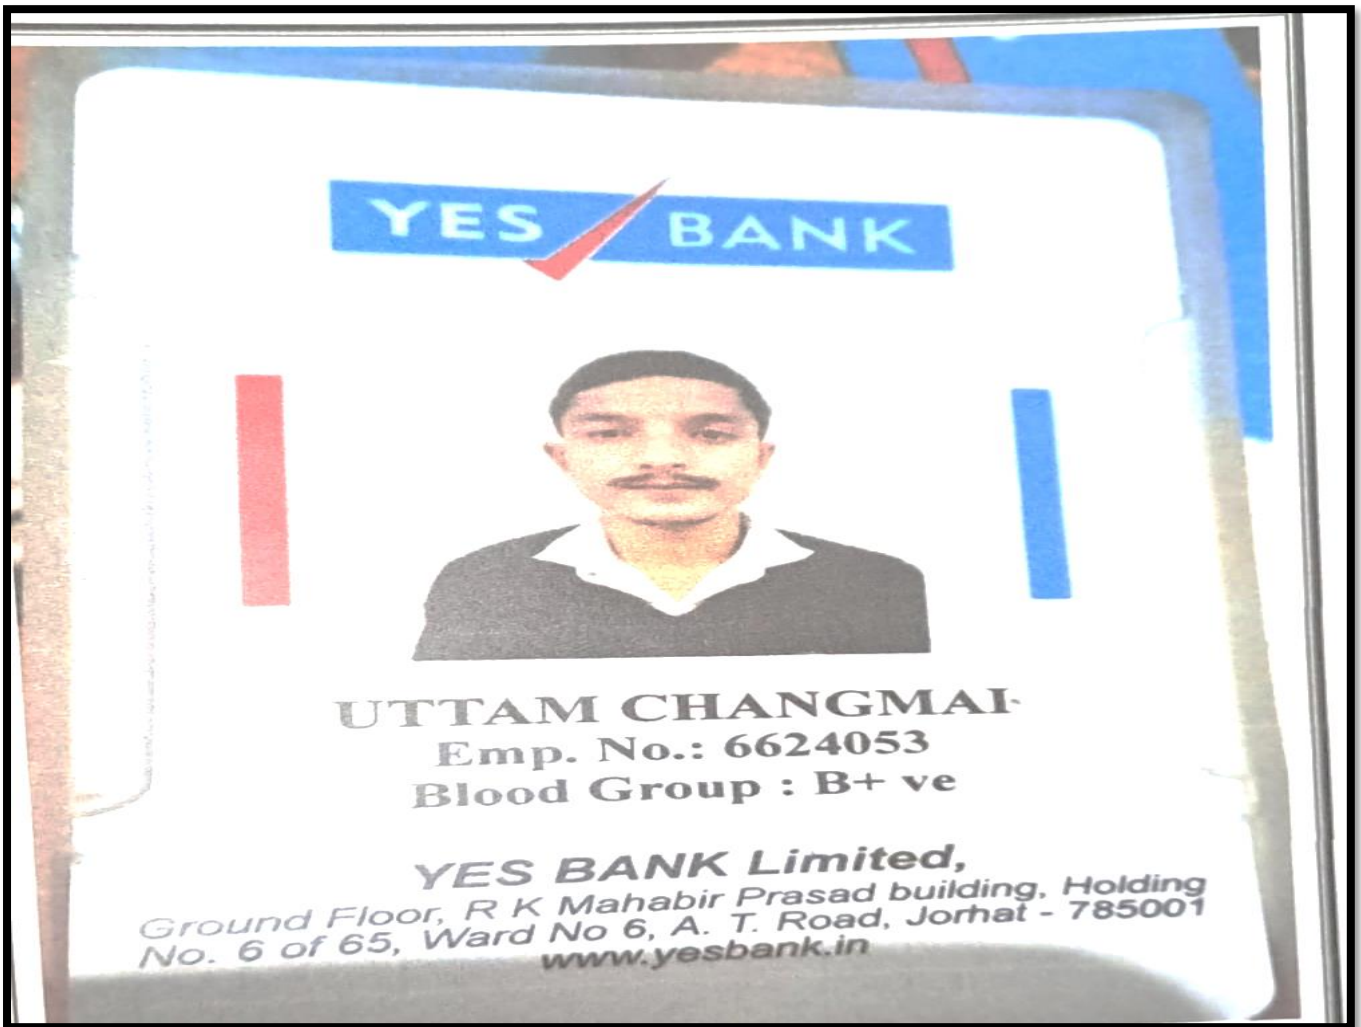 YES BANK
UTTAM CHANGMAI
Emp. No.: 6624053
Blood Group : B+ ve
YES BANK Limited,
Ground Floor, R K Mahabir Prasad building, Holding
No. 6 of 65, Ward No 6, A. T. Road, Jorhat - 785001
www.yesbank.in